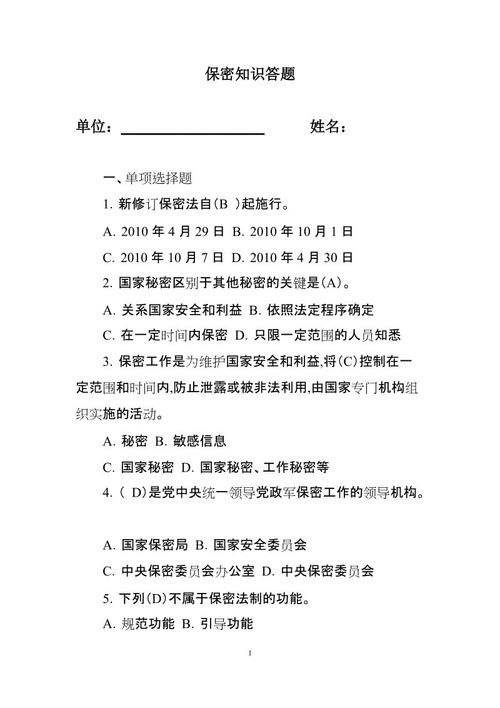 保密知识答题
单位：____________________ 姓名：
一、单项选择题
1. 新修订保密法自(B )起施行。
A. 2010 年 4 月 29 日 B. 2010 年 10 月 1 日
C. 2010 年 10 月 7 日 D. 2010 年 4 月 30 日
2. 国家秘密区别于其他秘密的关键是(A)。
A. 关系国家安全和利益 B. 依照法定程序确定
C. 在一定时间内保密 D. 只限一定范围的人员知悉
3. 保密工作是为维护国家安全和利益,将(C)控制在一
定范围和时间内,防止泄露或被非法利用,由国家专门机构组
织实施的活动。
A. 秘密 B. 敏感信息
C. 国家秘密 D. 国家秘密、工作秘密等
4. ( D)是党中央统一领导党政军保密工作的领导机构。
A. 国家保密局 B. 国家安全委员会
C. 中央保密委员会办公室 D. 中央保密委员会
5. 下列(D)不属于保密法制的功能。
A. 规范功能 B. 引导功能
1